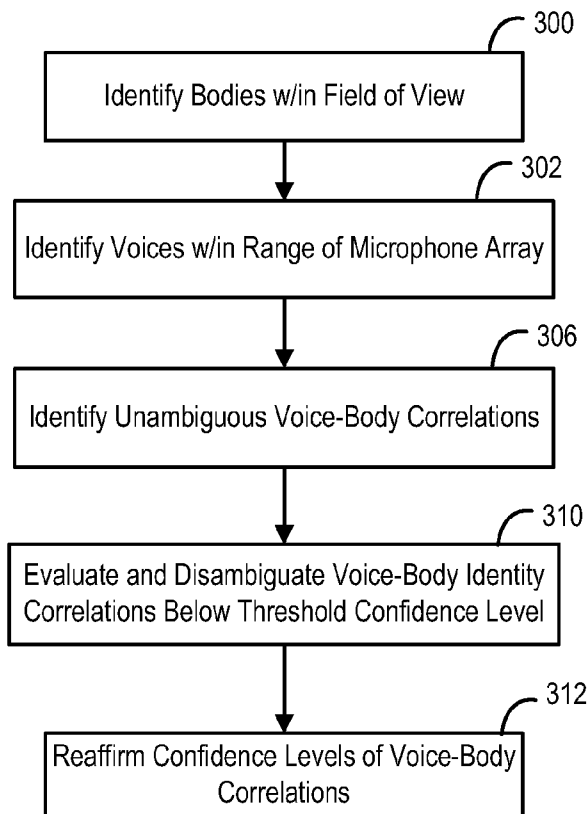 300
Identify Bodies w/in Field of View
302
Identify Voices w/in Range of Microphone Array
306
Identify Unambiguous Voice-Body Correlations
310
Evaluate and Disambiguate Voice-Body Identity
Correlations Below Threshold Confidence Level
312
Reaffirm Confidence Levels of Voice-Body
Correlations